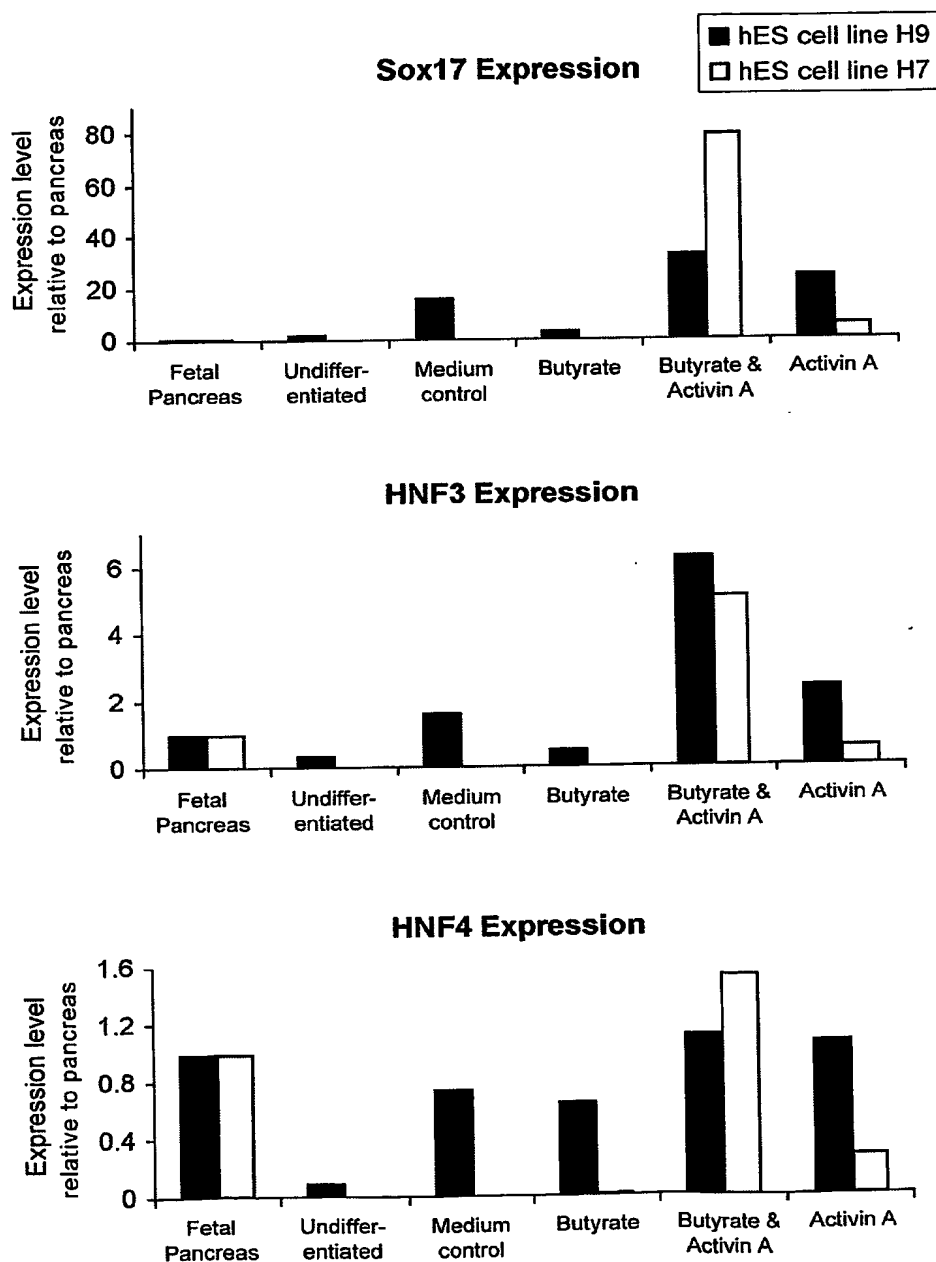 hES cell line H9
hES cell line H7
Sox17 Expression
Expression level
relative to pancreas
80
60
40
20
0
Fetal
Pancreas
Undiffer-
entiated
Medium
control
Butyrate
Butyrate &
Activin A
Activin A
HNF3 Expression
Expression level
relative to pancreas
6
4
2
0
Fetal
Pancreas
Undiffer-
entiated
Medium
control
Butyrate
Butyrate &
Activin A
Activin A
HNF4 Expression
Expression level
relative to pancreas
1.6
1.2
0.8
0.4
0
Fetal
Pancreas
Undiffer-
entiated
Medium
control
Butyrate
Butyrate &
Activin A
Activin A